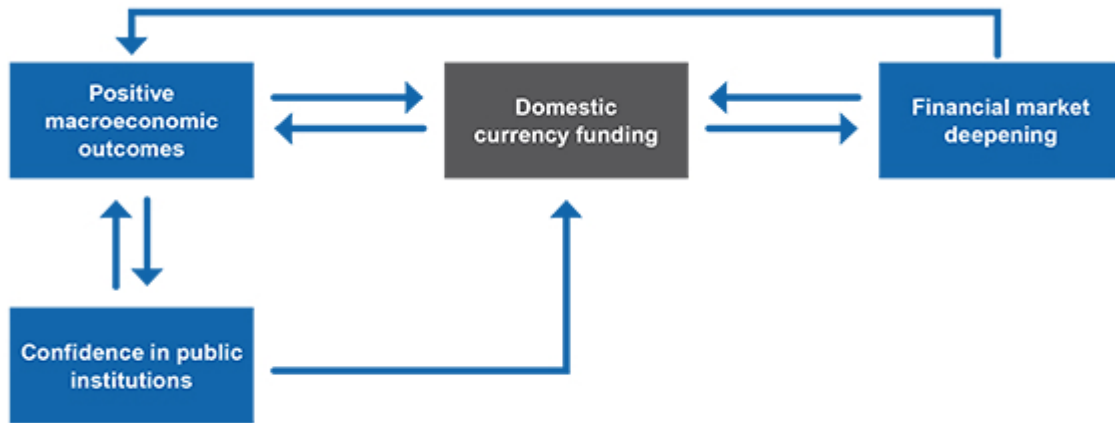 Positive
macroeconomic
outcomes
Domestic
currency funding
Financial market
deepening
Confidence in public
institutions